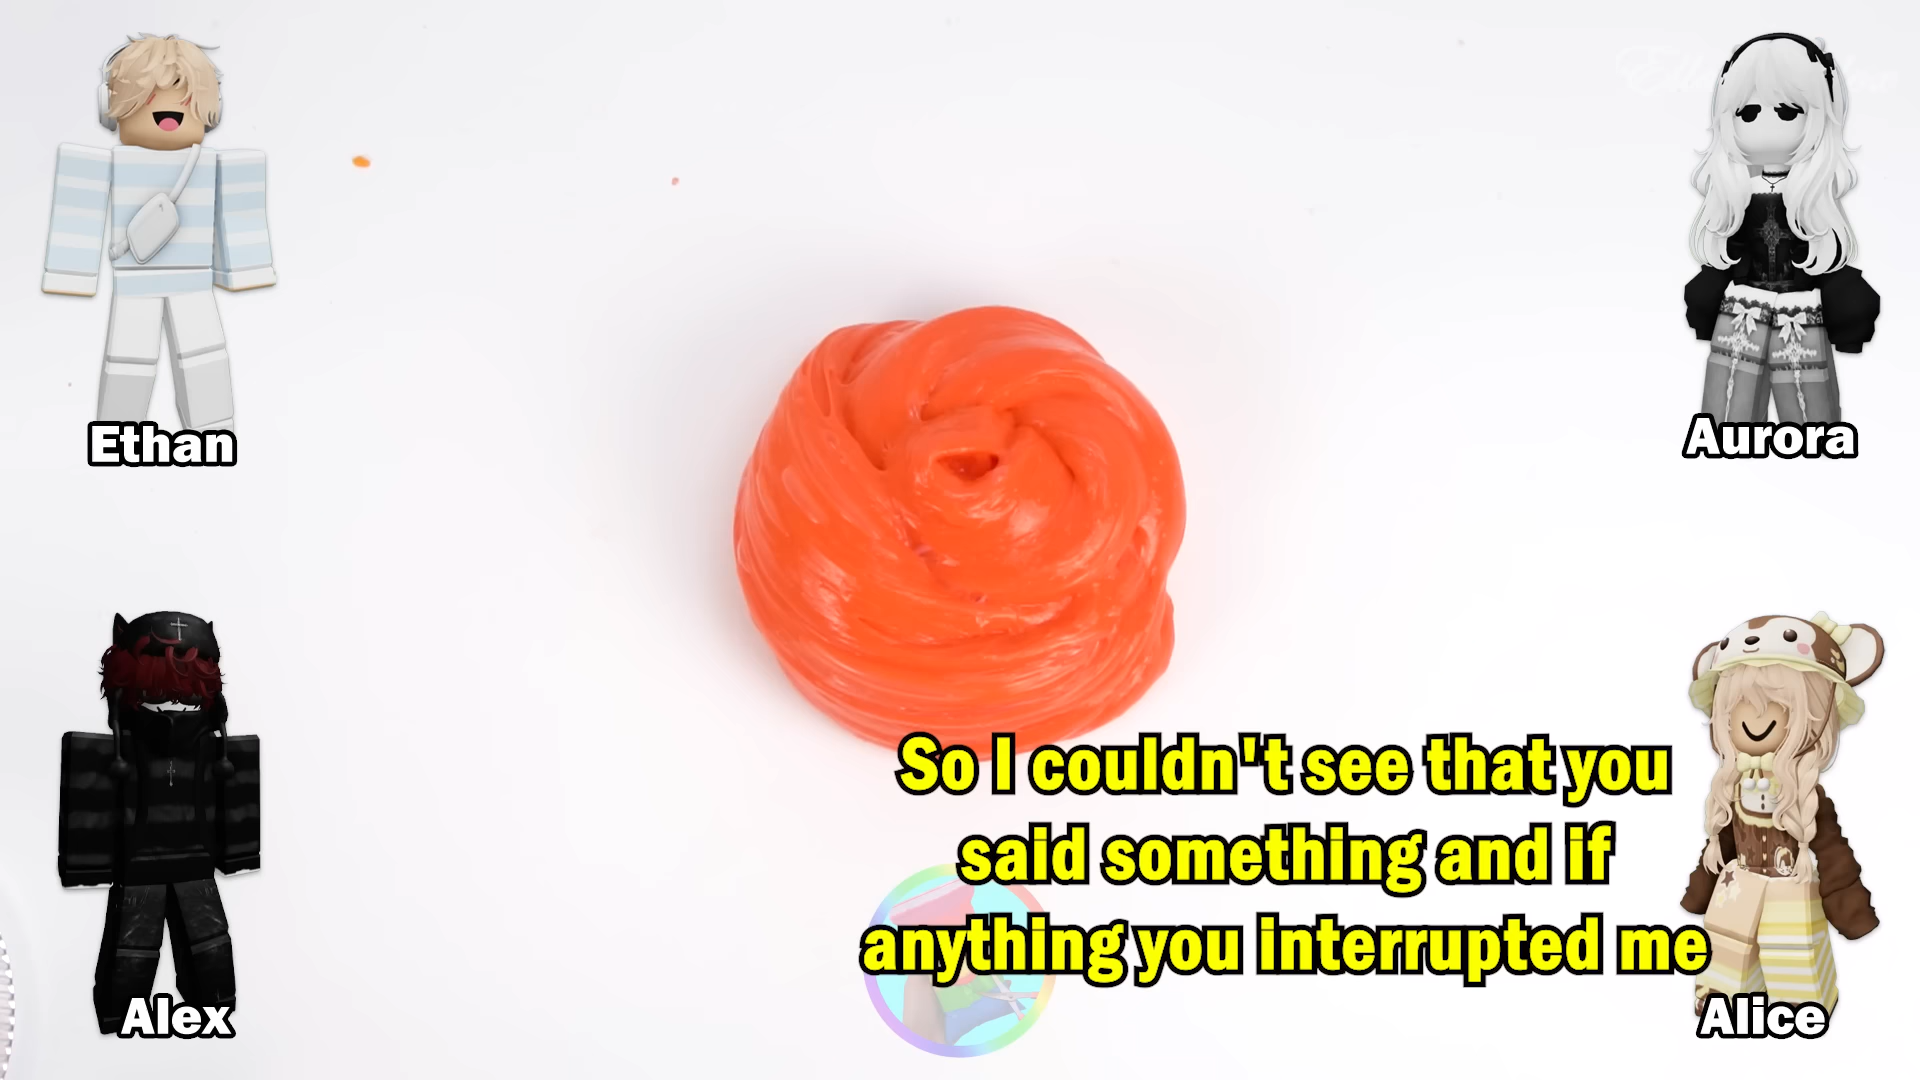 Ethan
Aurora
So I couldn't see that you
said something and if
anything you interrupted me
Alex
Alice